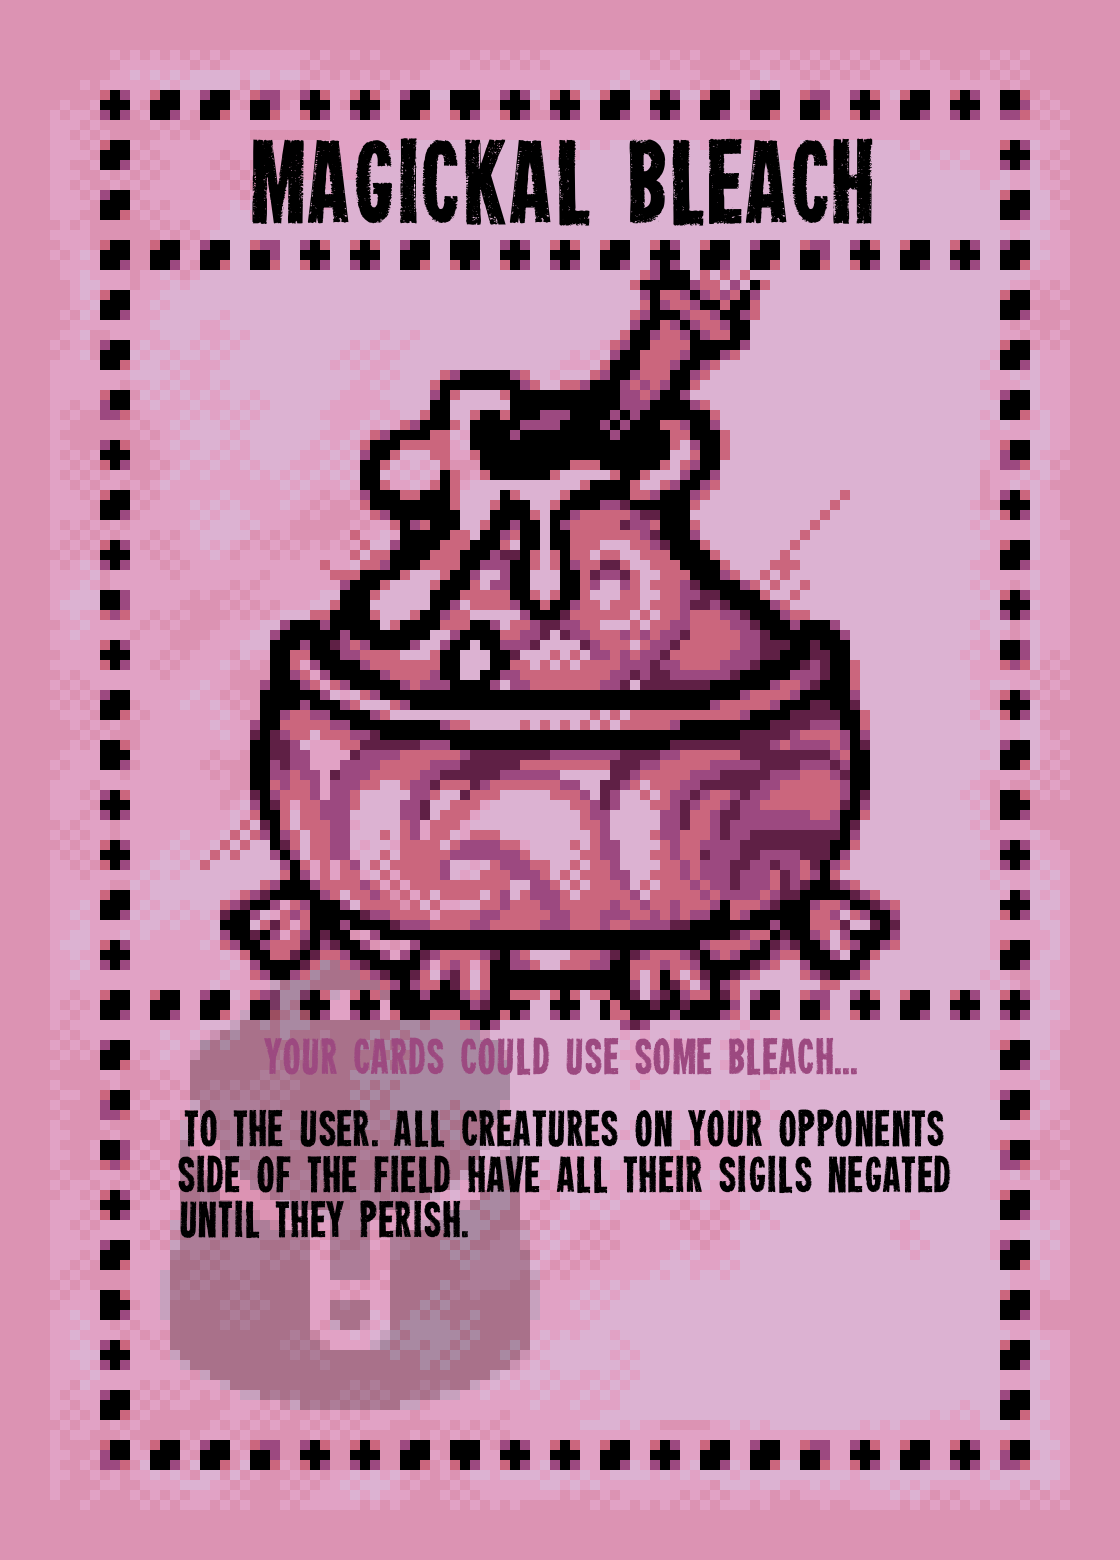 MAGICKAL BLEACH
YOUR CARDS COULD USE SOME BLEACH...
TO THE USER. ALL CREATURES ON YOUR OPPONENTS
SIDE OF THE FIELD HAVE ALL THEIR SIGILS NEGATED
UNTIL THEY PERISH.